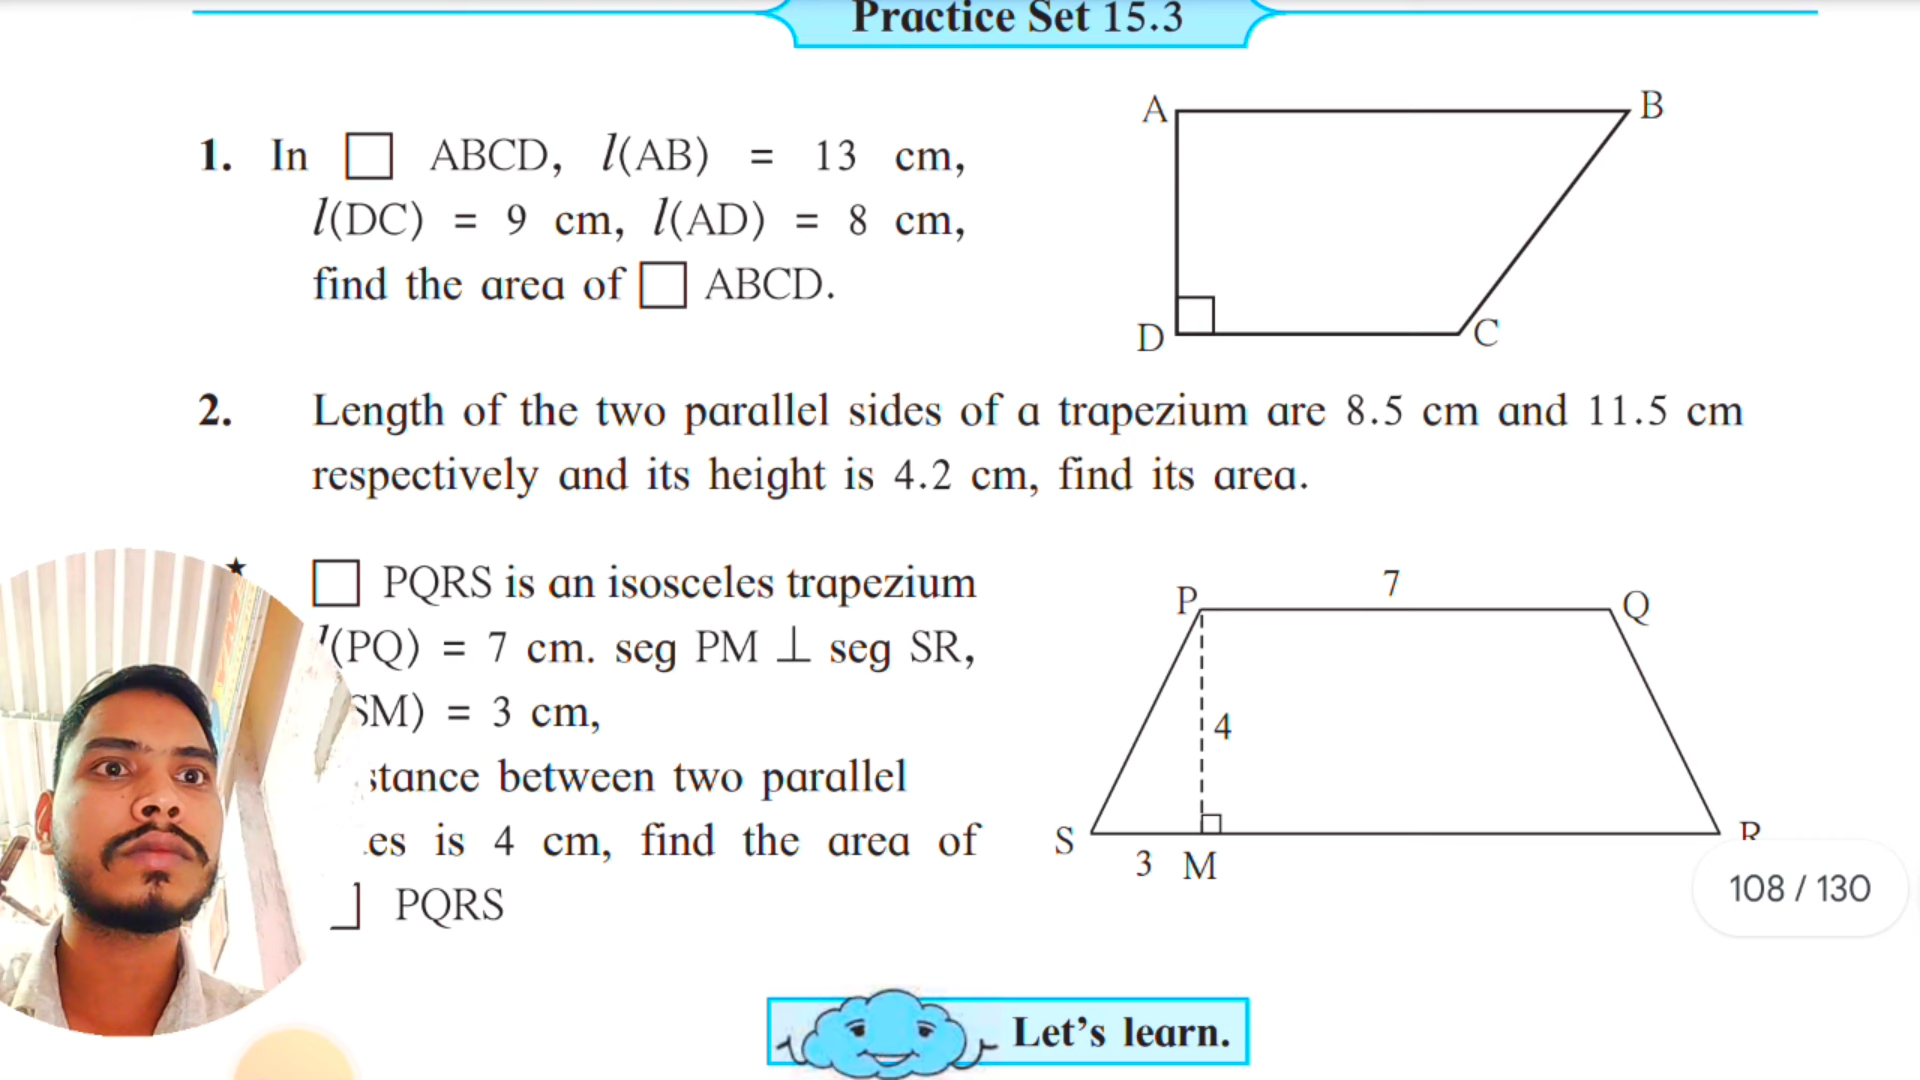 Practice Set 15.3
1. In □ ABCD, l(AB) = 13 cm,
l(DC) = 9 cm, l(AD) = 8 cm,
find the area of □ ABCD.
A
B
D
C
2. Length of the two parallel sides of a trapezium are 8.5 cm and 11.5 cm
respectively and its height is 4.2 cm, find its area.
★
□ PQRS is an isosceles trapezium
l(PQ) = 7 cm. seg PM ⊥ seg SR,
SM) = 3 cm,
stance between two parallel
es is 4 cm, find the area of
□ PQRS
P
7
Q
4
S
3 M
R
108 / 130
Let's learn.